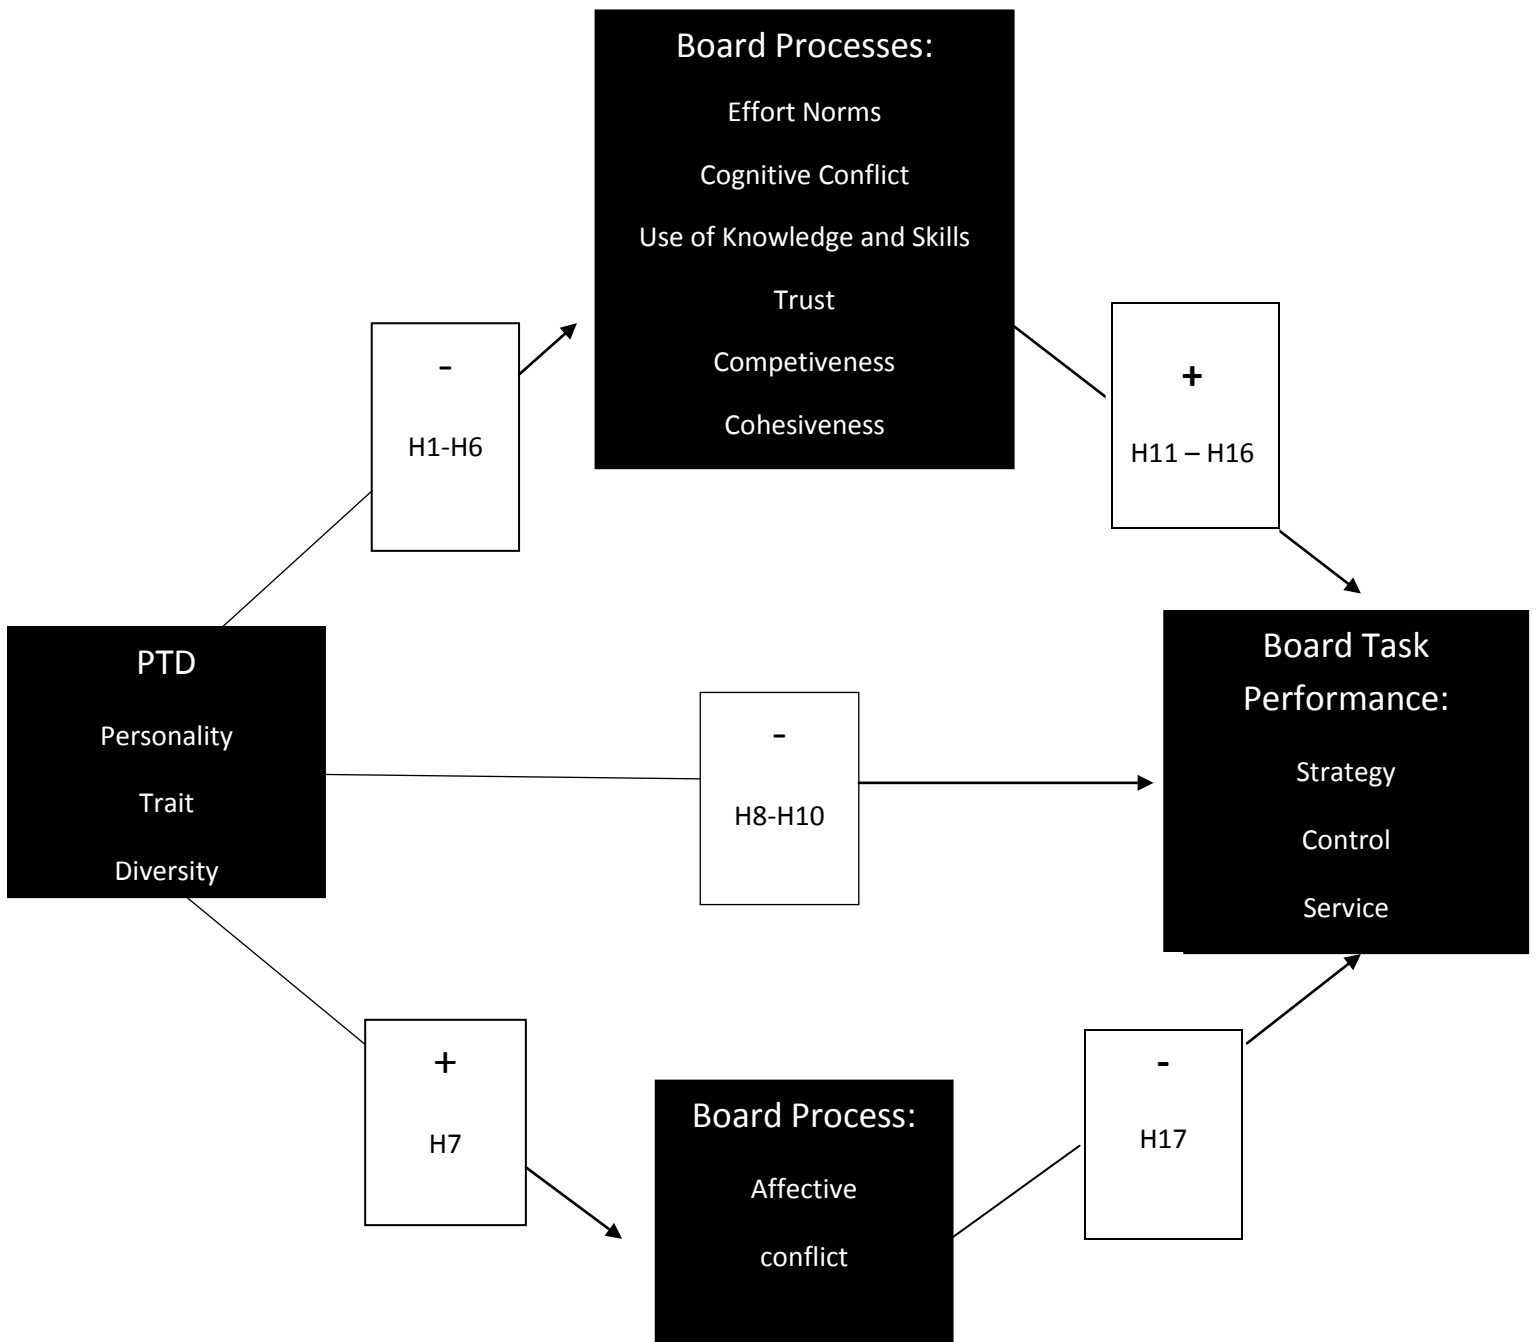 Board Processes:
Effort Norms
Cognitive Conflict
Use of Knowledge and Skills
Trust
Competiveness
Cohesiveness
-
H1-H6
+
H11 – H16
PTD
Personality
Trait
Diversity
-
H8-H10
Board Task
Performance:
Strategy
Control
Service
+
H7
Board Process:
Affective
conflict
-
H17